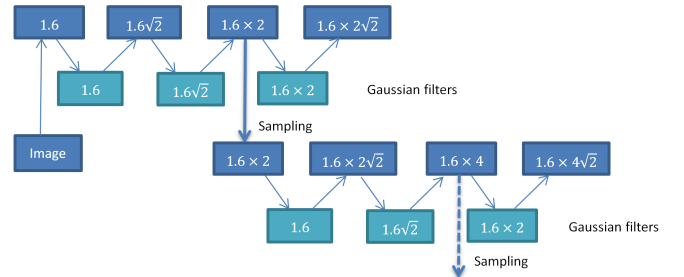 1.6 1.6√2 1.6 × 2 1.6 × 2√2
1.6 1.6√2 1.6 × 2 Gaussian filters
Sampling
Image 1.6 × 2 1.6 × 2√2 1.6 × 4 1.6 × 4√2
1.6 1.6√2 1.6 × 2 Gaussian filters
Sampling